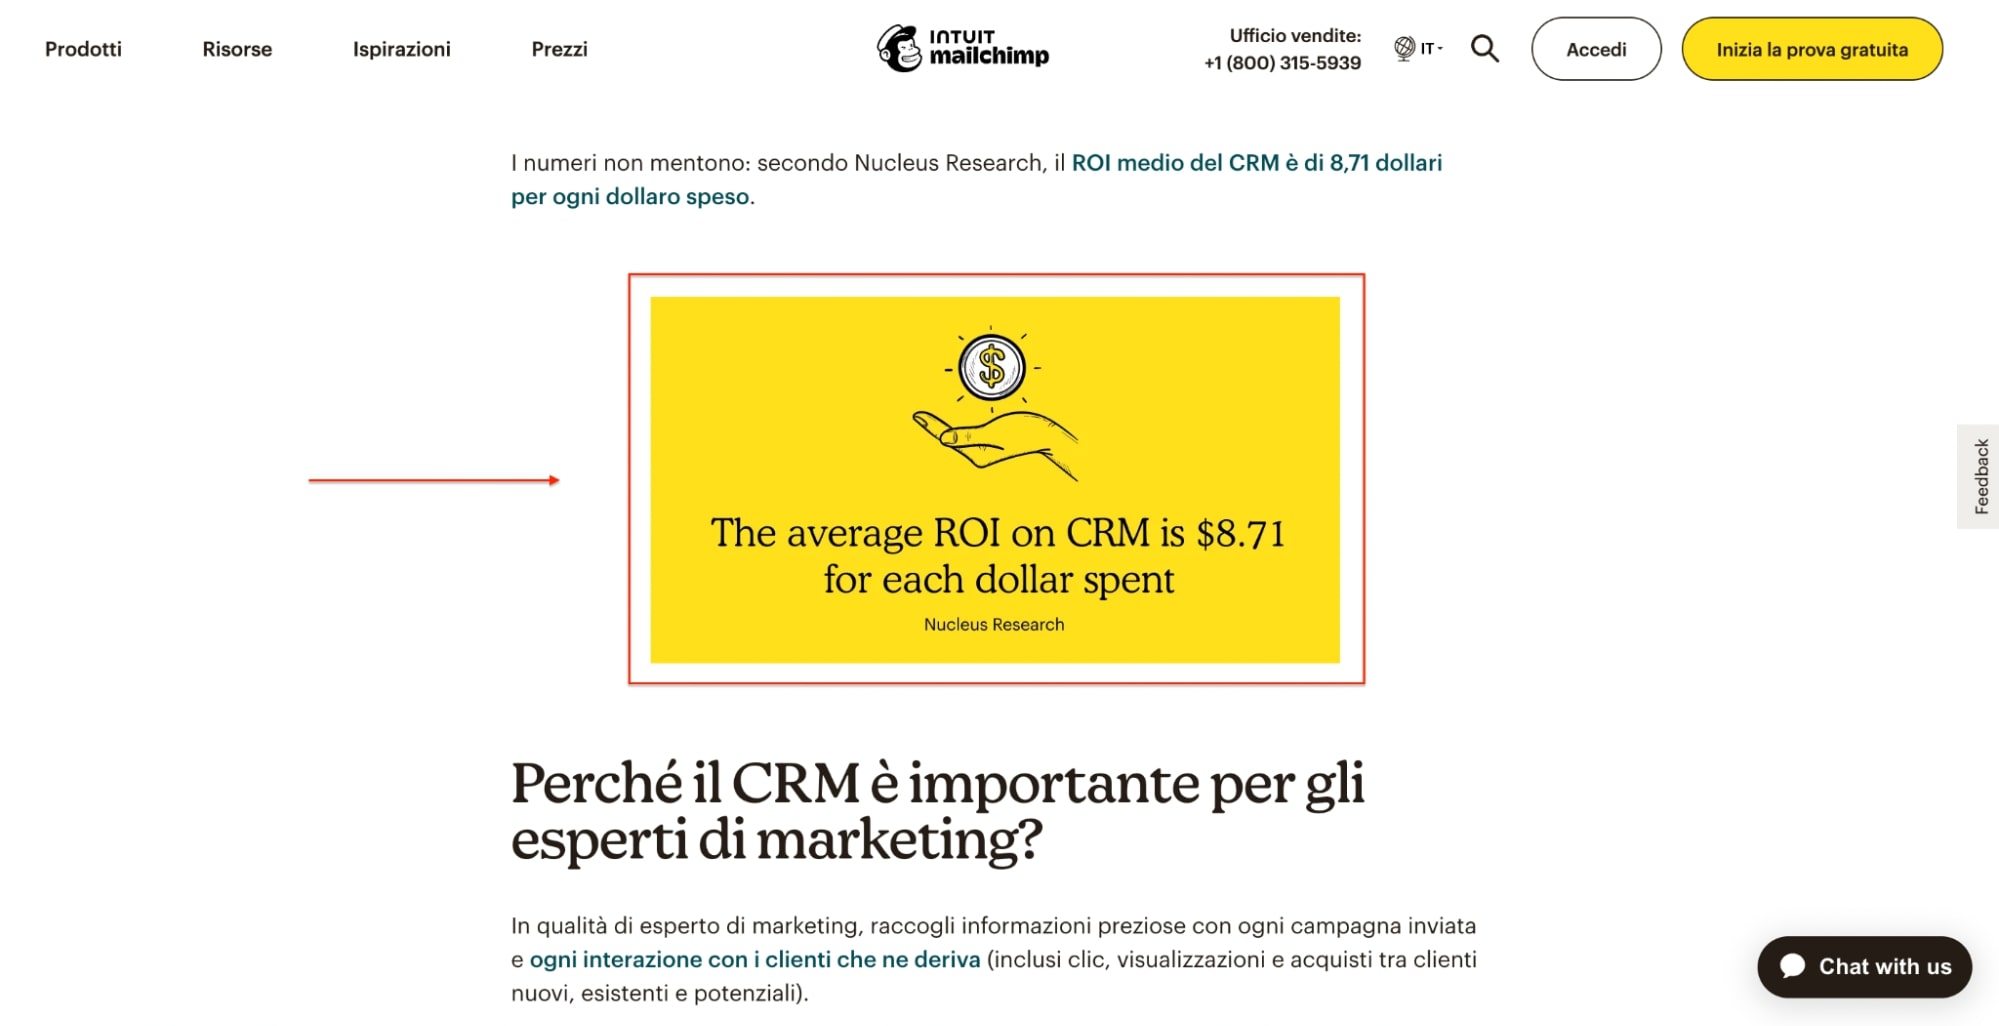 Prodotti
Risorse
Ispirazioni
Prezzi
INTUIT
mailchimp
Ufficio vendite:
+1 (800) 315-5939
IT
Accedi
Inizia la prova gratuita
I numeri non mentono: secondo Nucleus Research, il ROI medio del CRM è di 8,71 dollari
per ogni dollaro speso.
$
The average ROI on CRM is $8.71
for each dollar spent
Nucleus Research
Feedback
Perché il CRM è importante per gli
esperti di marketing?
In qualità di esperto di marketing, raccogli informazioni preziose con ogni campagna inviata
e ogni interazione con i clienti che ne deriva (inclusi clic, visualizzazioni e acquisti tra clienti
nuovi, esistenti e potenziali).
Chat with us